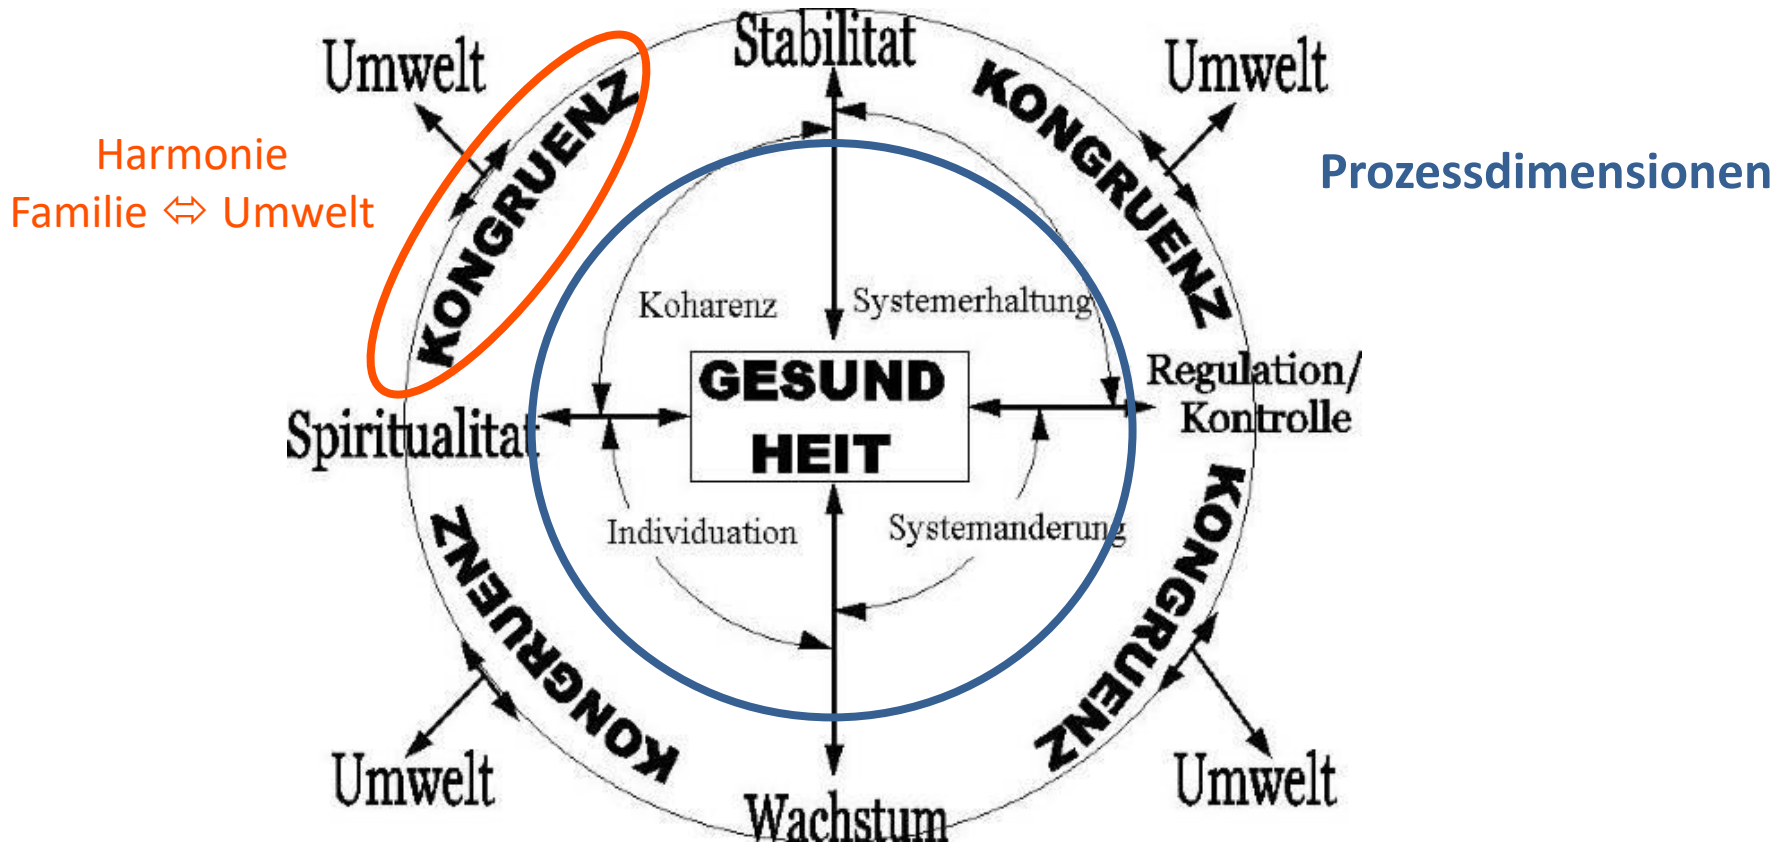 Stabilitat
Umwelt
Umwelt
KONGRUENZ
KONGRUENZ
Harmonie
Familie ⬄ Umwelt
Prozessdimensionen
Koharenz
Systemerhaltung
GESUND
HEIT
Regulation/
Kontrolle
Spiritualitat
Individuation
Systemanderung
KONGRUENZ
KONGRUENZ
Umwelt
Umwelt
Wachstum